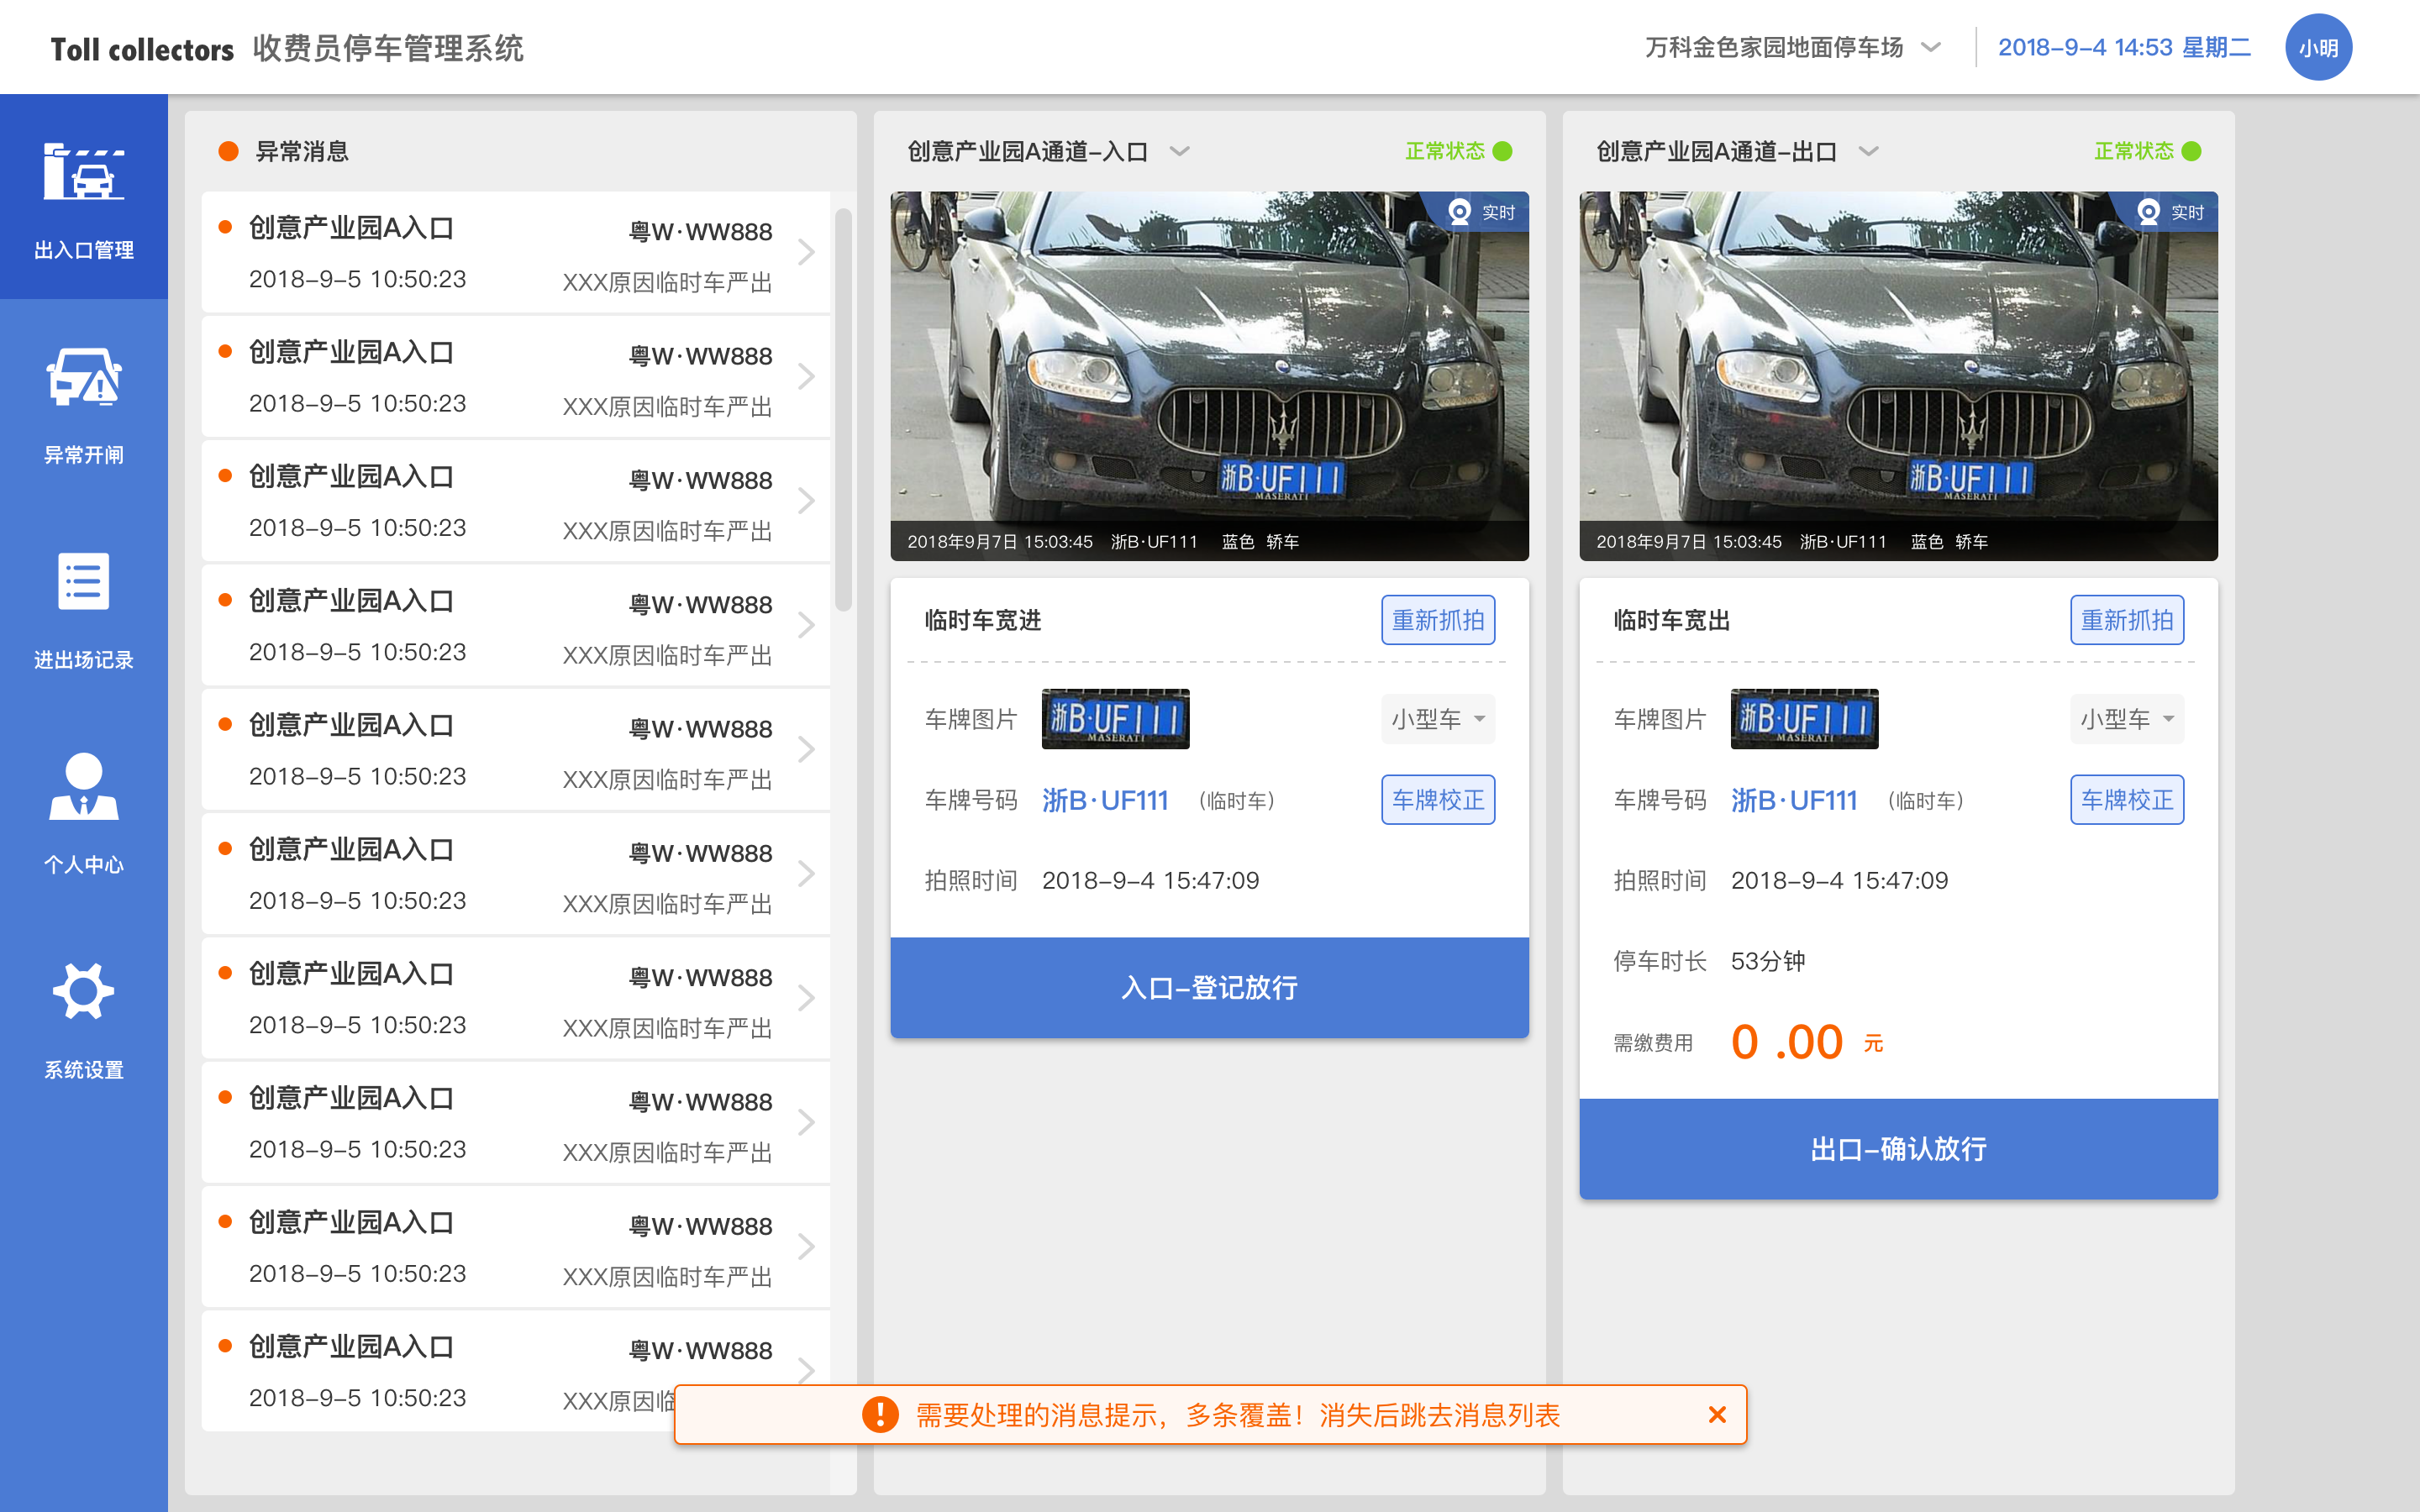 Toll collectors 收费员停车管理系统
万科金色家园地面停车场
2018-9-4 14:53 星期二
小明
出入口管理
异常开闸
进出场记录
个人中心
系统设置
异常消息
创意产业园A入口 粤W·WW888
2018-9-5 10:50:23 XXX原因临时车严出
创意产业园A入口 粤W·WW888
2018-9-5 10:50:23 XXX原因临时车严出
创意产业园A入口 粤W·WW888
2018-9-5 10:50:23 XXX原因临时车严出
创意产业园A入口 粤W·WW888
2018-9-5 10:50:23 XXX原因临时车严出
创意产业园A入口 粤W·WW888
2018-9-5 10:50:23 XXX原因临时车严出
创意产业园A入口 粤W·WW888
2018-9-5 10:50:23 XXX原因临时车严出
创意产业园A入口 粤W·WW888
2018-9-5 10:50:23 XXX原因临时车严出
创意产业园A入口 粤W·WW888
2018-9-5 10:50:23 XXX原因临时车严出
创意产业园A入口 粤W·WW888
2018-9-5 10:50:23 XXX原因临时车严出
创意产业园A入口 粤W·WW888
2018-9-5 10:50:23 XXX原因临
创意产业园A通道-入口 正常状态
实时
浙B·UF111
MASERATI
2018年9月7日 15:03:45 浙B·UF111 蓝色 轿车
临时车宽进 重新抓拍
车牌图片 浙B·UF111 小型车
MASERATI
车牌号码 浙B·UF111 (临时车) 车牌校正
拍照时间 2018-9-4 15:47:09
入口-登记放行
创意产业园A通道-出口 正常状态
实时
浙B·UF111
MASERATI
2018年9月7日 15:03:45 浙B·UF111 蓝色 轿车
临时车宽出 重新抓拍
车牌图片 浙B·UF111 小型车
MASERATI
车牌号码 浙B·UF111 (临时车) 车牌校正
拍照时间 2018-9-4 15:47:09
停车时长 53分钟
需缴费用 0 .00 元
出口-确认放行
需要处理的消息提示，多条覆盖！消失后跳去消息列表